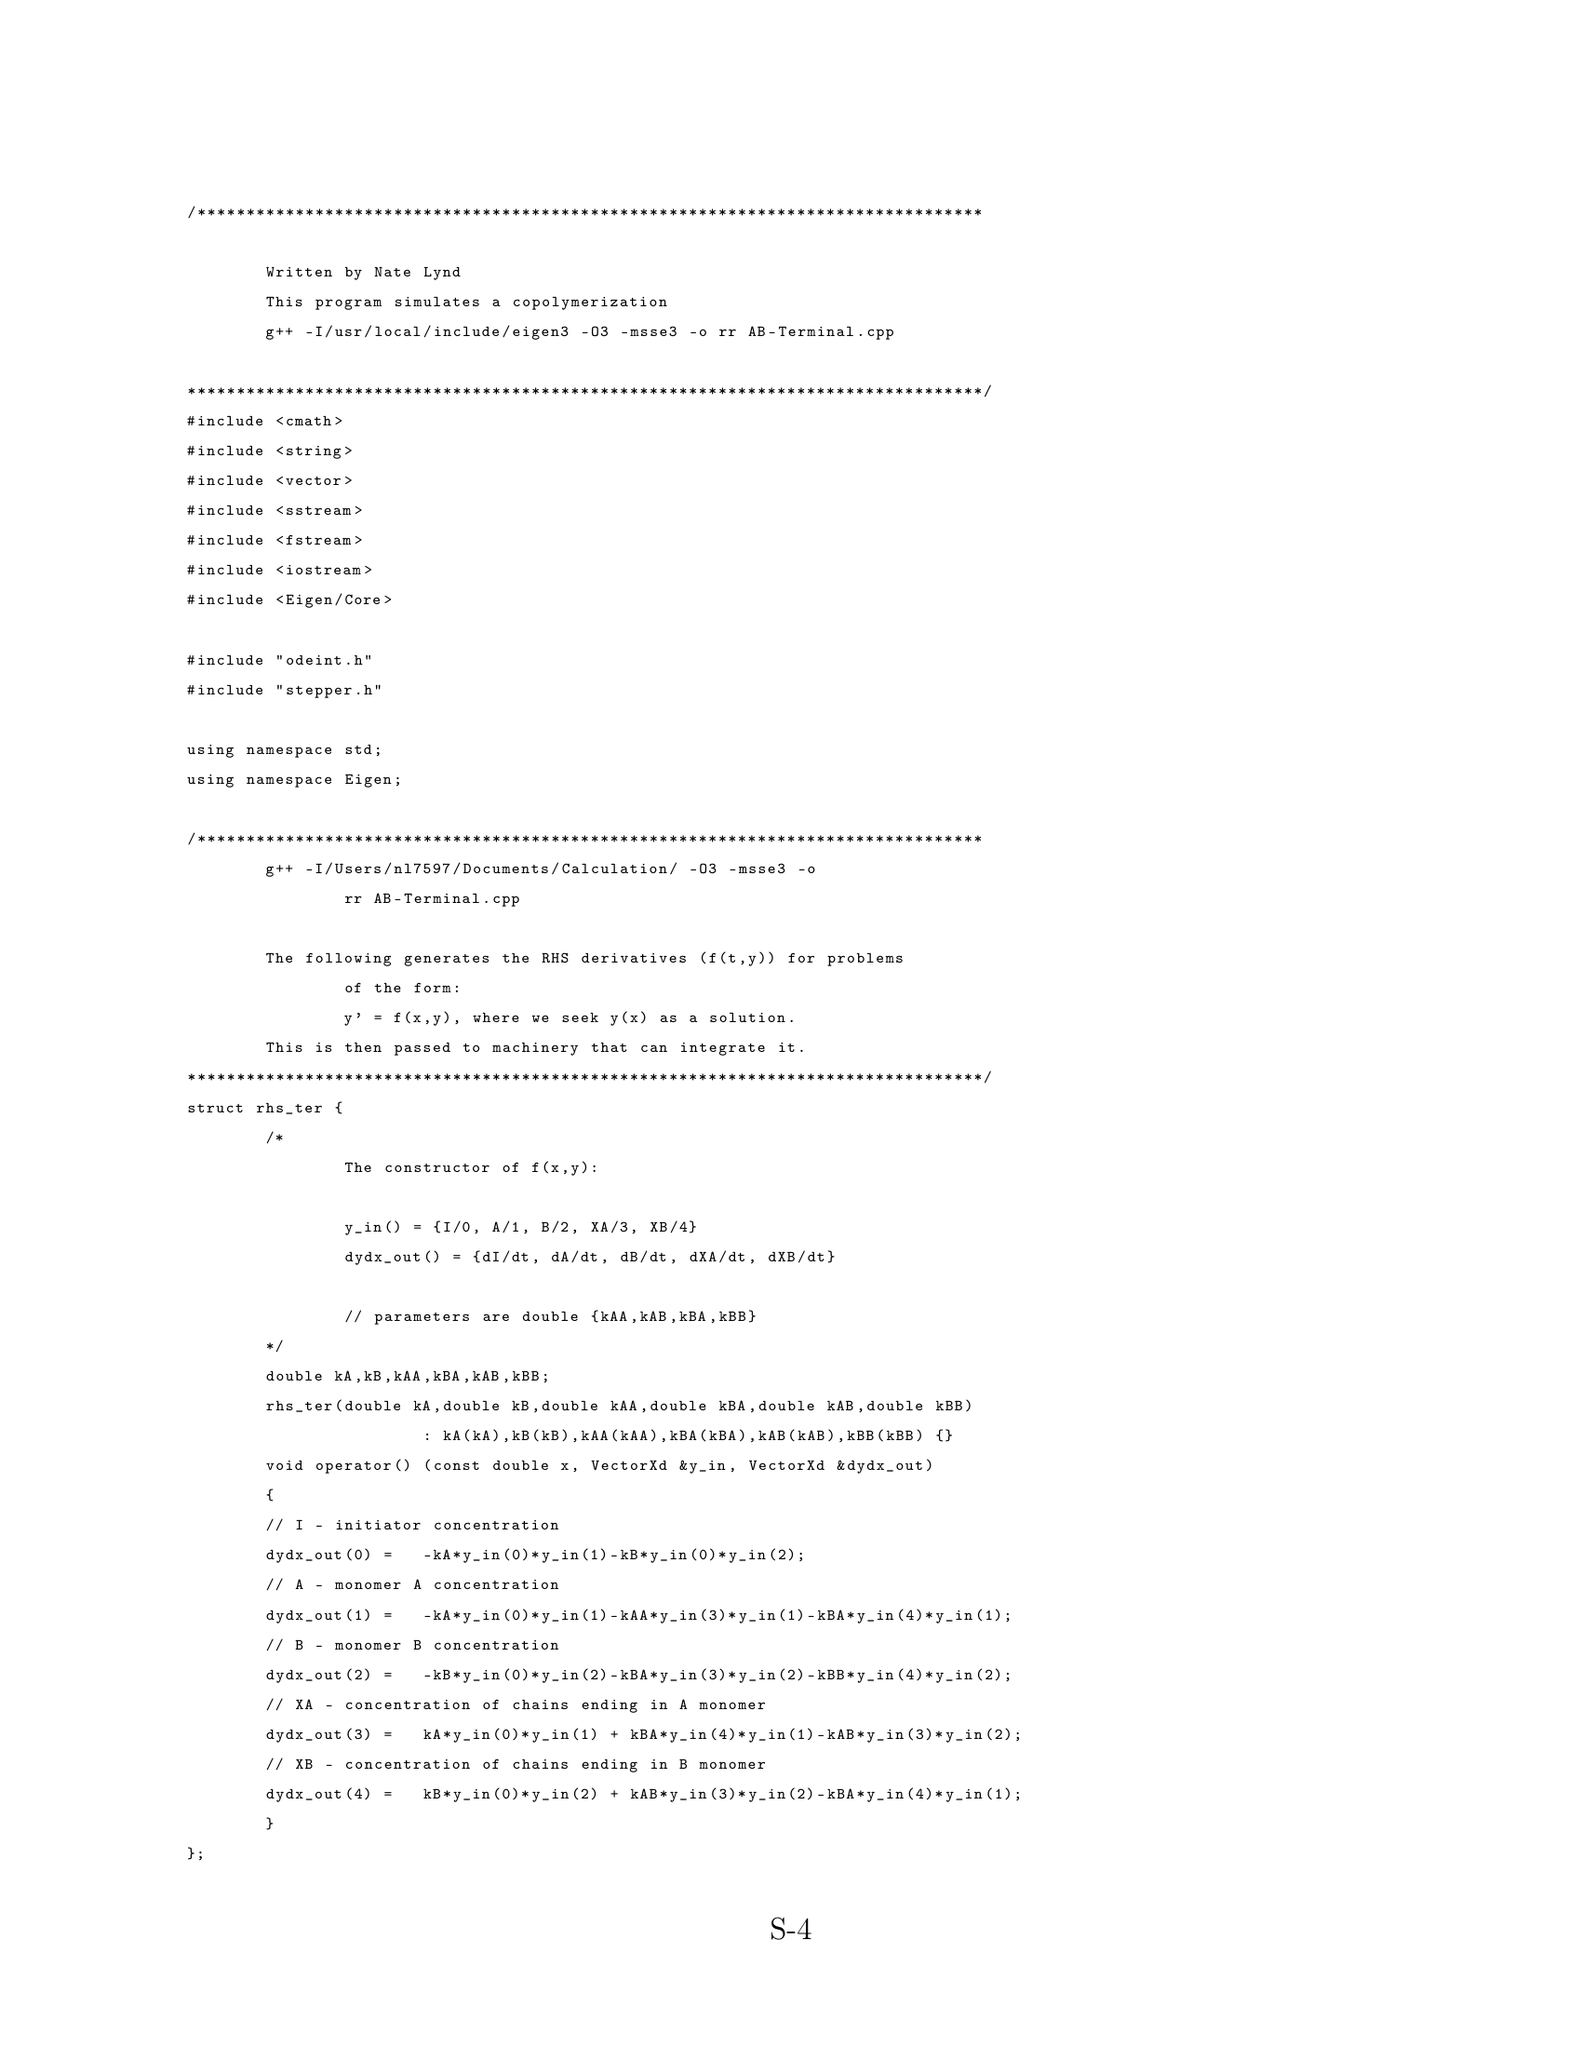 /********************************************************************************
Written by Nate Lynd
This program simulates a copolymerization
g++ -I/usr/local/include/eigen3 -O3 -msse3 -o rr AB-Terminal.cpp
*********************************************************************************/
#include <cmath>
#include <string>
#include <vector>
#include <sstream>
#include <fstream>
#include <iostream>
#include <Eigen/Core>
#include "odeint.h"
#include "stepper.h"
using namespace std;
using namespace Eigen;
/********************************************************************************
g++ -I/Users/nl7597/Documents/Calculation/ -O3 -msse3 -o
rr AB-Terminal.cpp
The following generates the RHS derivatives (f(t,y)) for problems
of the form:
y' = f(x,y), where we seek y(x) as a solution.
This is then passed to machinery that can integrate it.
*********************************************************************************/
struct rhs_ter {
/*
The constructor of f(x,y):
y_in() = {I/0, A/1, B/2, XA/3, XB/4}
dydx_out() = {dI/dt, dA/dt, dB/dt, dXA/dt, dXB/dt}
// parameters are double {kAA,kAB,kBA,kBB}
*/
double kA,kB,kAA,kBA,kAB,kBB;
rhs_ter(double kA,double kB,double kAA,double kBA,double kAB,double kBB)
: kA(kA),kB(kB),kAA(kAA),kBA(kBA),kAB(kAB),kBB(kBB) {}
void operator() (const double x, VectorXd &y_in, VectorXd &dydx_out)
{
// I - initiator concentration
dydx_out(0) = -kA*y_in(0)*y_in(1)-kB*y_in(0)*y_in(2);
// A - monomer A concentration
dydx_out(1) = -kA*y_in(0)*y_in(1)-kAA*y_in(3)*y_in(1)-kBA*y_in(4)*y_in(1);
// B - monomer B concentration
dydx_out(2) = -kB*y_in(0)*y_in(2)-kBA*y_in(3)*y_in(2)-kBB*y_in(4)*y_in(2);
// XA - concentration of chains ending in A monomer
dydx_out(3) = kA*y_in(0)*y_in(1) + kBA*y_in(4)*y_in(1)-kAB*y_in(3)*y_in(2);
// XB - concentration of chains ending in B monomer
dydx_out(4) = kB*y_in(0)*y_in(2) + kAB*y_in(3)*y_in(2)-kBA*y_in(4)*y_in(1);
}
};
S-4